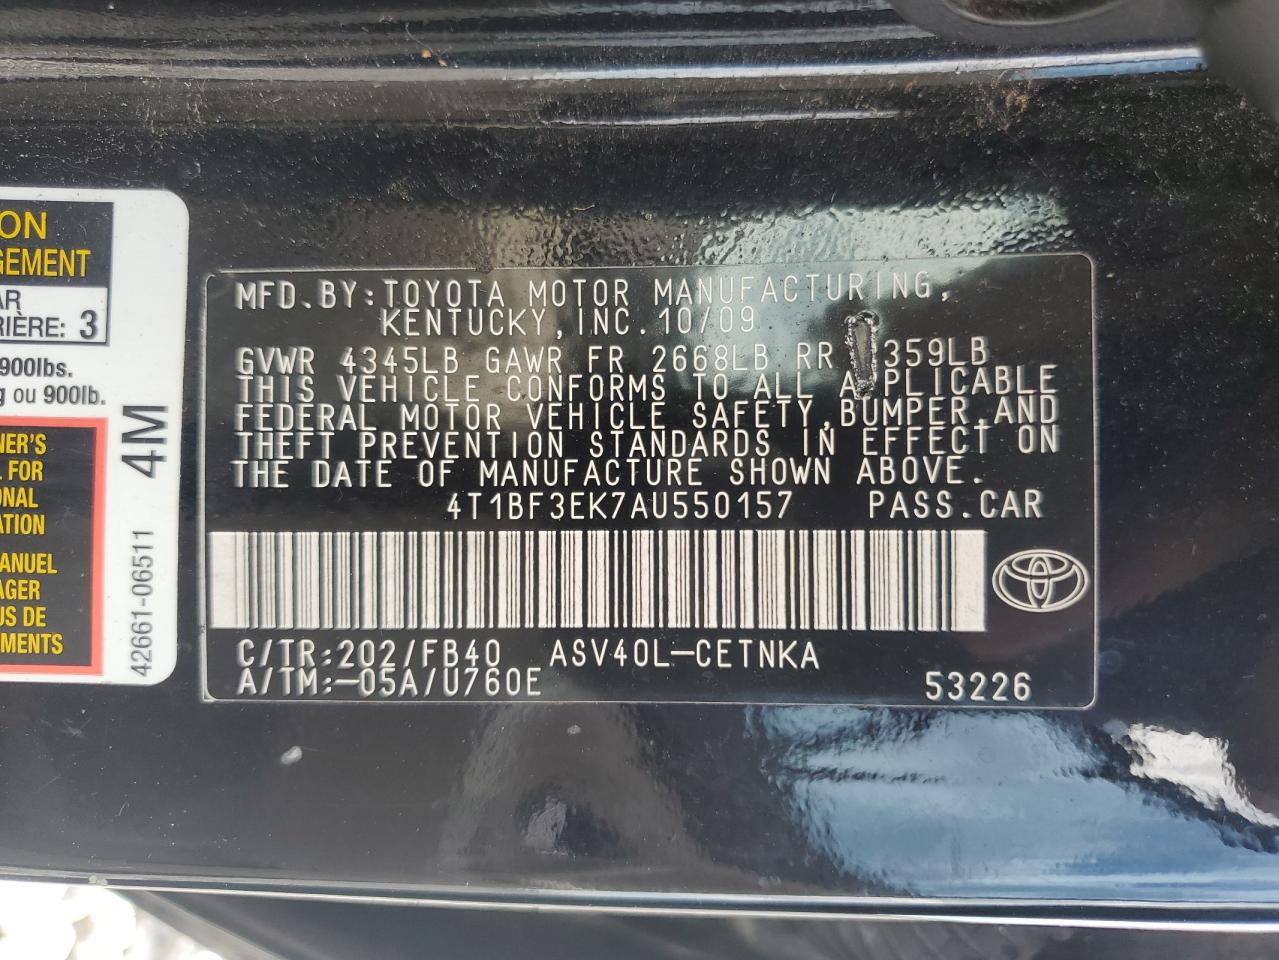 ON
GEMENT
AR
RIÈRE: 3
900lbs.
g ou 900lb.
NER'S
L FOR
ONAL
ATION
ANUEL
AGER
US DE
EMENTS
42661-06511 4M
MFD.BY:TOYOTA MOTOR MANUFACTURING,
KENTUCKY,INC.10/09
GVWR 4345LB GAWR FR 2668LB RR 359LB
THIS VEHICLE CONFORMS TO ALL APPLICABLE
FEDERAL MOTOR VEHICLE SAFETY,BUMPER,AND
THEFT PREVENTION STANDARDS IN EFFECT ON
THE DATE OF MANUFACTURE SHOWN ABOVE.
4T1BF3EK7AU550157 PASS.CAR
C/TR:202/FB40 ASV40L-CETNKA
A/TM:-05A/U760E 53226